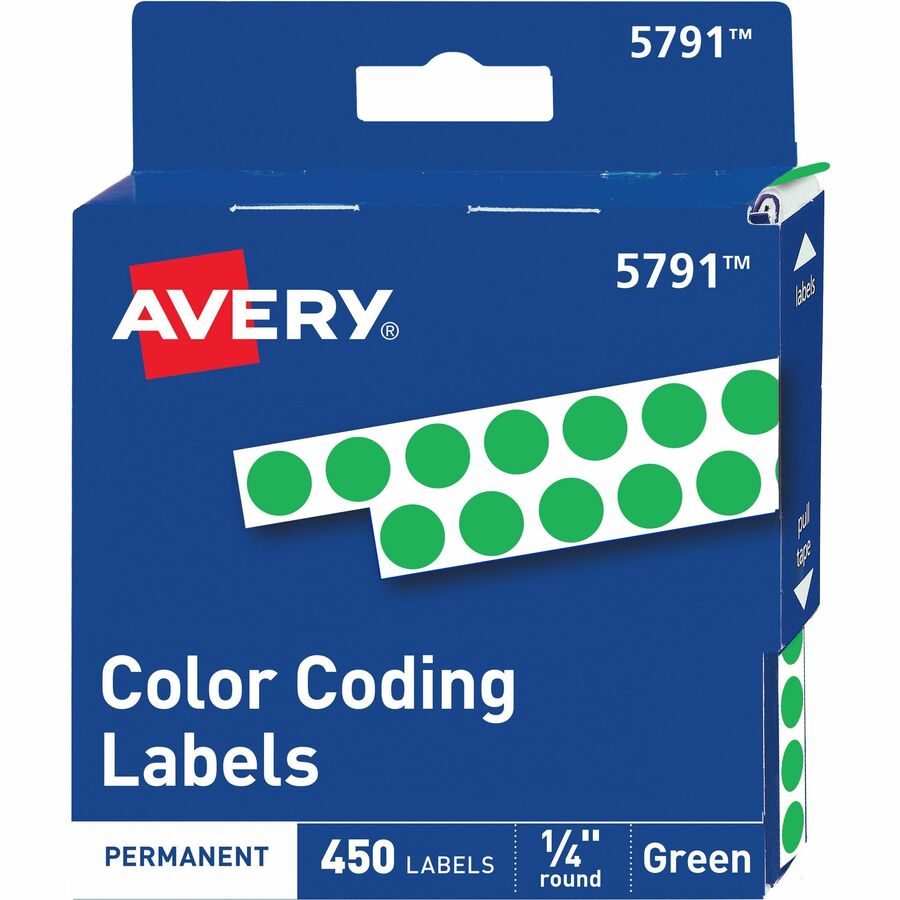 5791™
5791™
AVERY®
labels
pull
tape
Color Coding
Labels
PERMANENT
450 LABELS
1/4"
round
Green